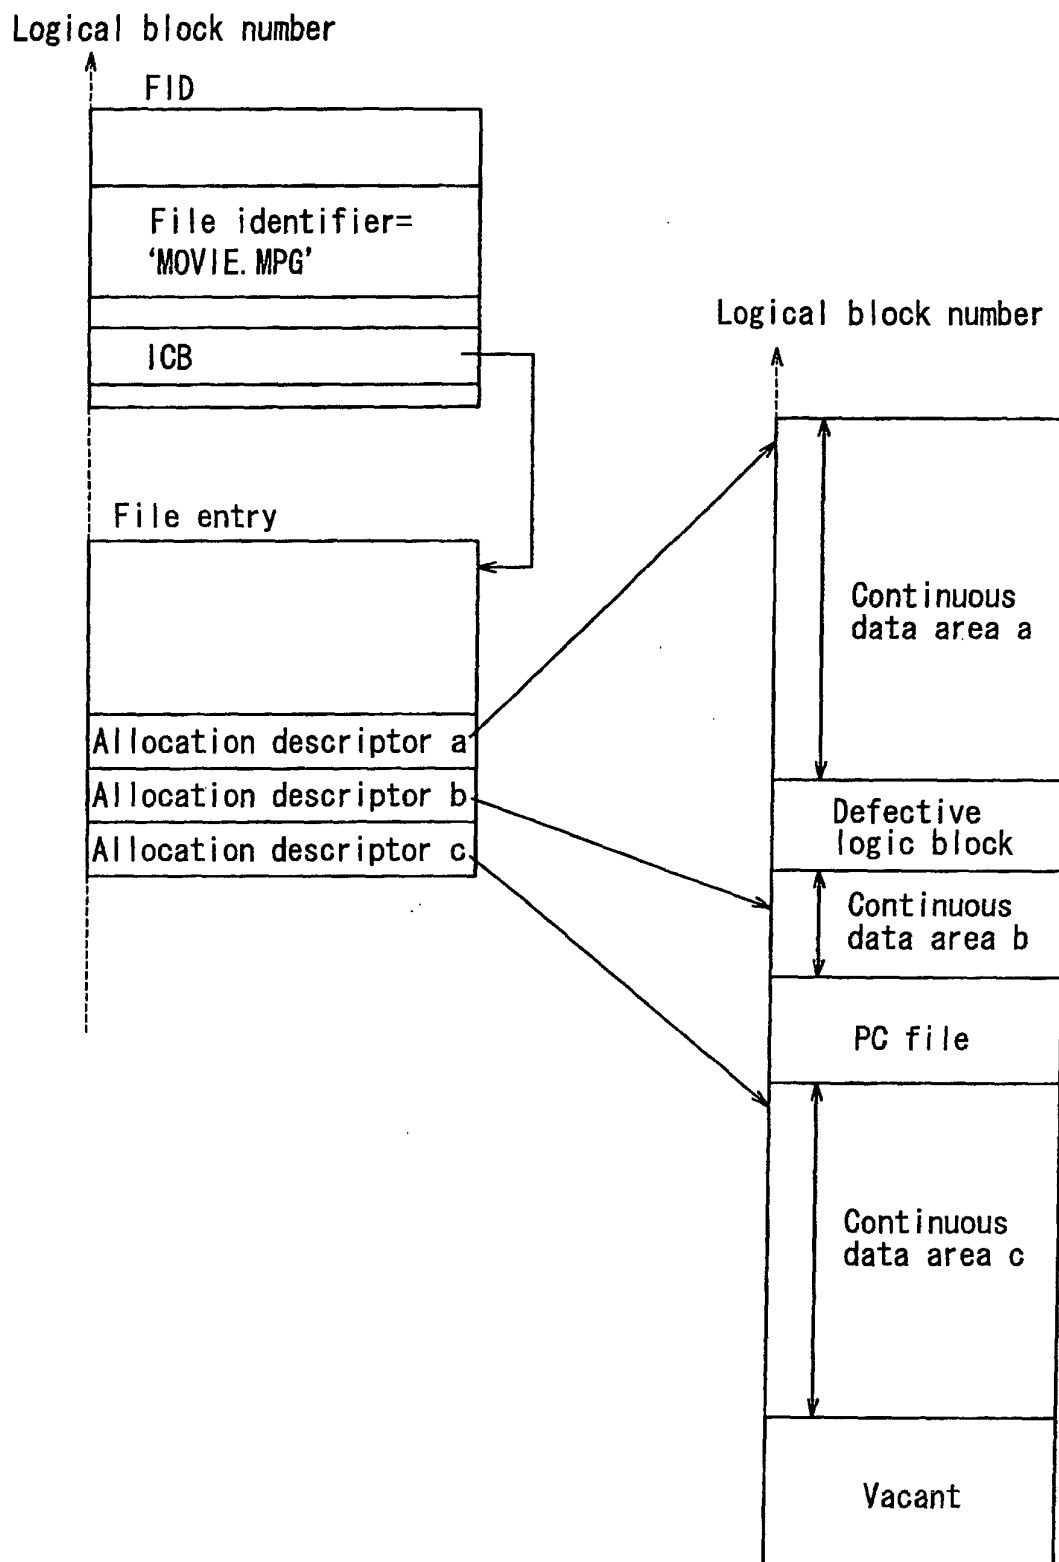 Logical block number
FID
File identifier=
‘MOVIE.MPG’
ICB
File entry
Allocation descriptor a
Allocation descriptor b
Allocation descriptor c
Logical block number
Continuous
data area a
Defective
logic block
Continuous
data area b
PC file
Continuous
data area c
Vacant